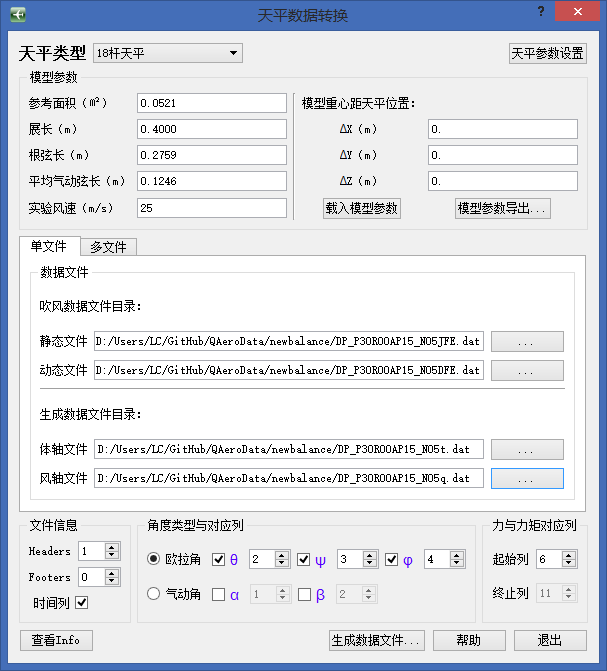 天平数据转换
?
天平类型 18杆天平 天平参数设置
模型参数
参考面积（m²） 0.0521 模型重心距天平位置：
展长（m） 0.4000 ΔX（m） 0.
根弦长（m） 0.2759 ΔY（m） 0.
平均气动弦长（m） 0.1246 ΔZ（m） 0.
实验风速（m/s） 25 载入模型参数 模型参数导出...
单文件 多文件
数据文件
吹风数据文件目录：
静态文件 D:/Users/LC/GitHub/QAeroData/newbalance/DP_P30R00AP15_N05JFE.dat ...
动态文件 D:/Users/LC/GitHub/QAeroData/newbalance/DP_P30R00AP15_N05DFE.dat ...
生成数据文件目录：
体轴文件 D:/Users/LC/GitHub/QAeroData/newbalance/DP_P30R00AP15_N05t.dat ...
风轴文件 D:/Users/LC/GitHub/QAeroData/newbalance/DP_P30R00AP15_N05q.dat ...
文件信息 角度类型与对应列 力与力矩对应列
Headers 1 欧拉角 θ 2 ψ 3 φ 4 起始列 6
Footers 0
时间列 气动角 α 1 β 2 终止列 11
查看Info 生成数据文件... 帮助 退出